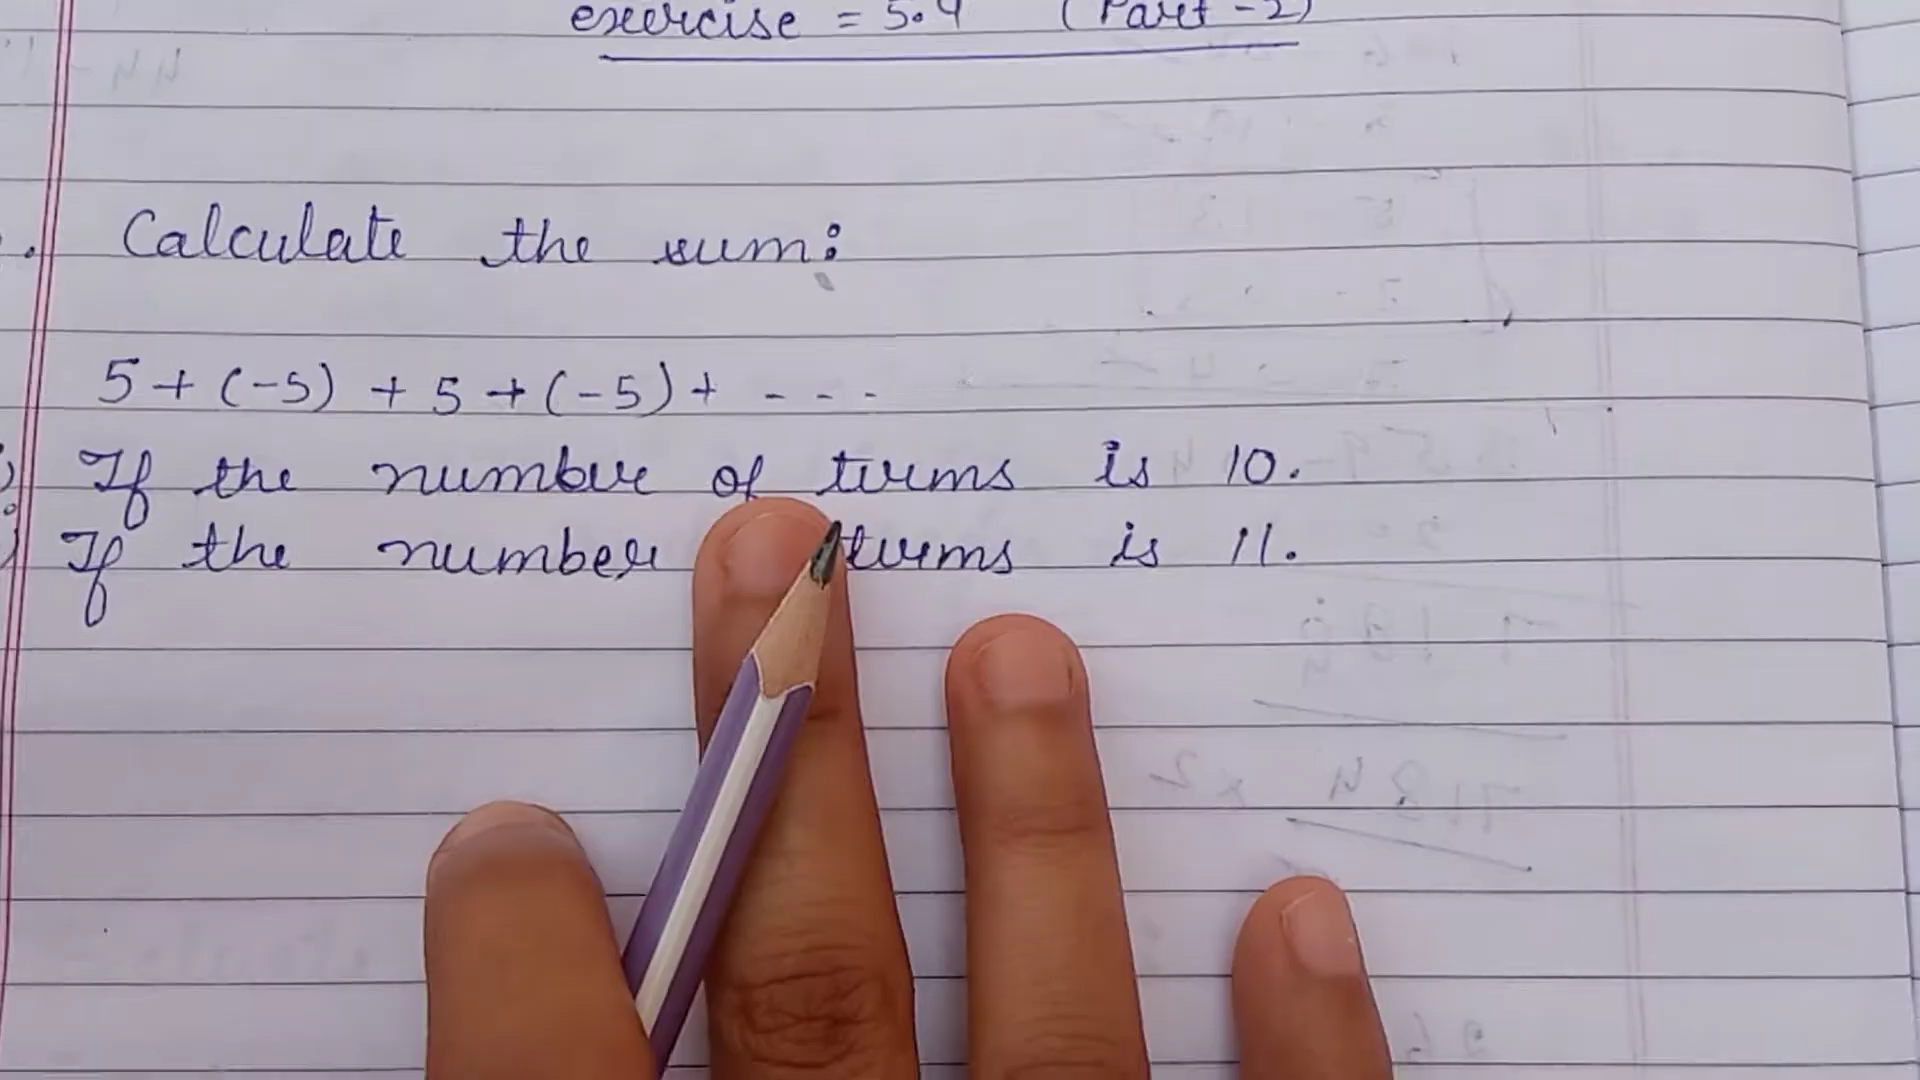 exercise = 5.4 (Part -2)
Calculate the sum:
5 + (-5) + 5 + (-5) + - - -
If the number of terms is 10.
If the number terms is 11.